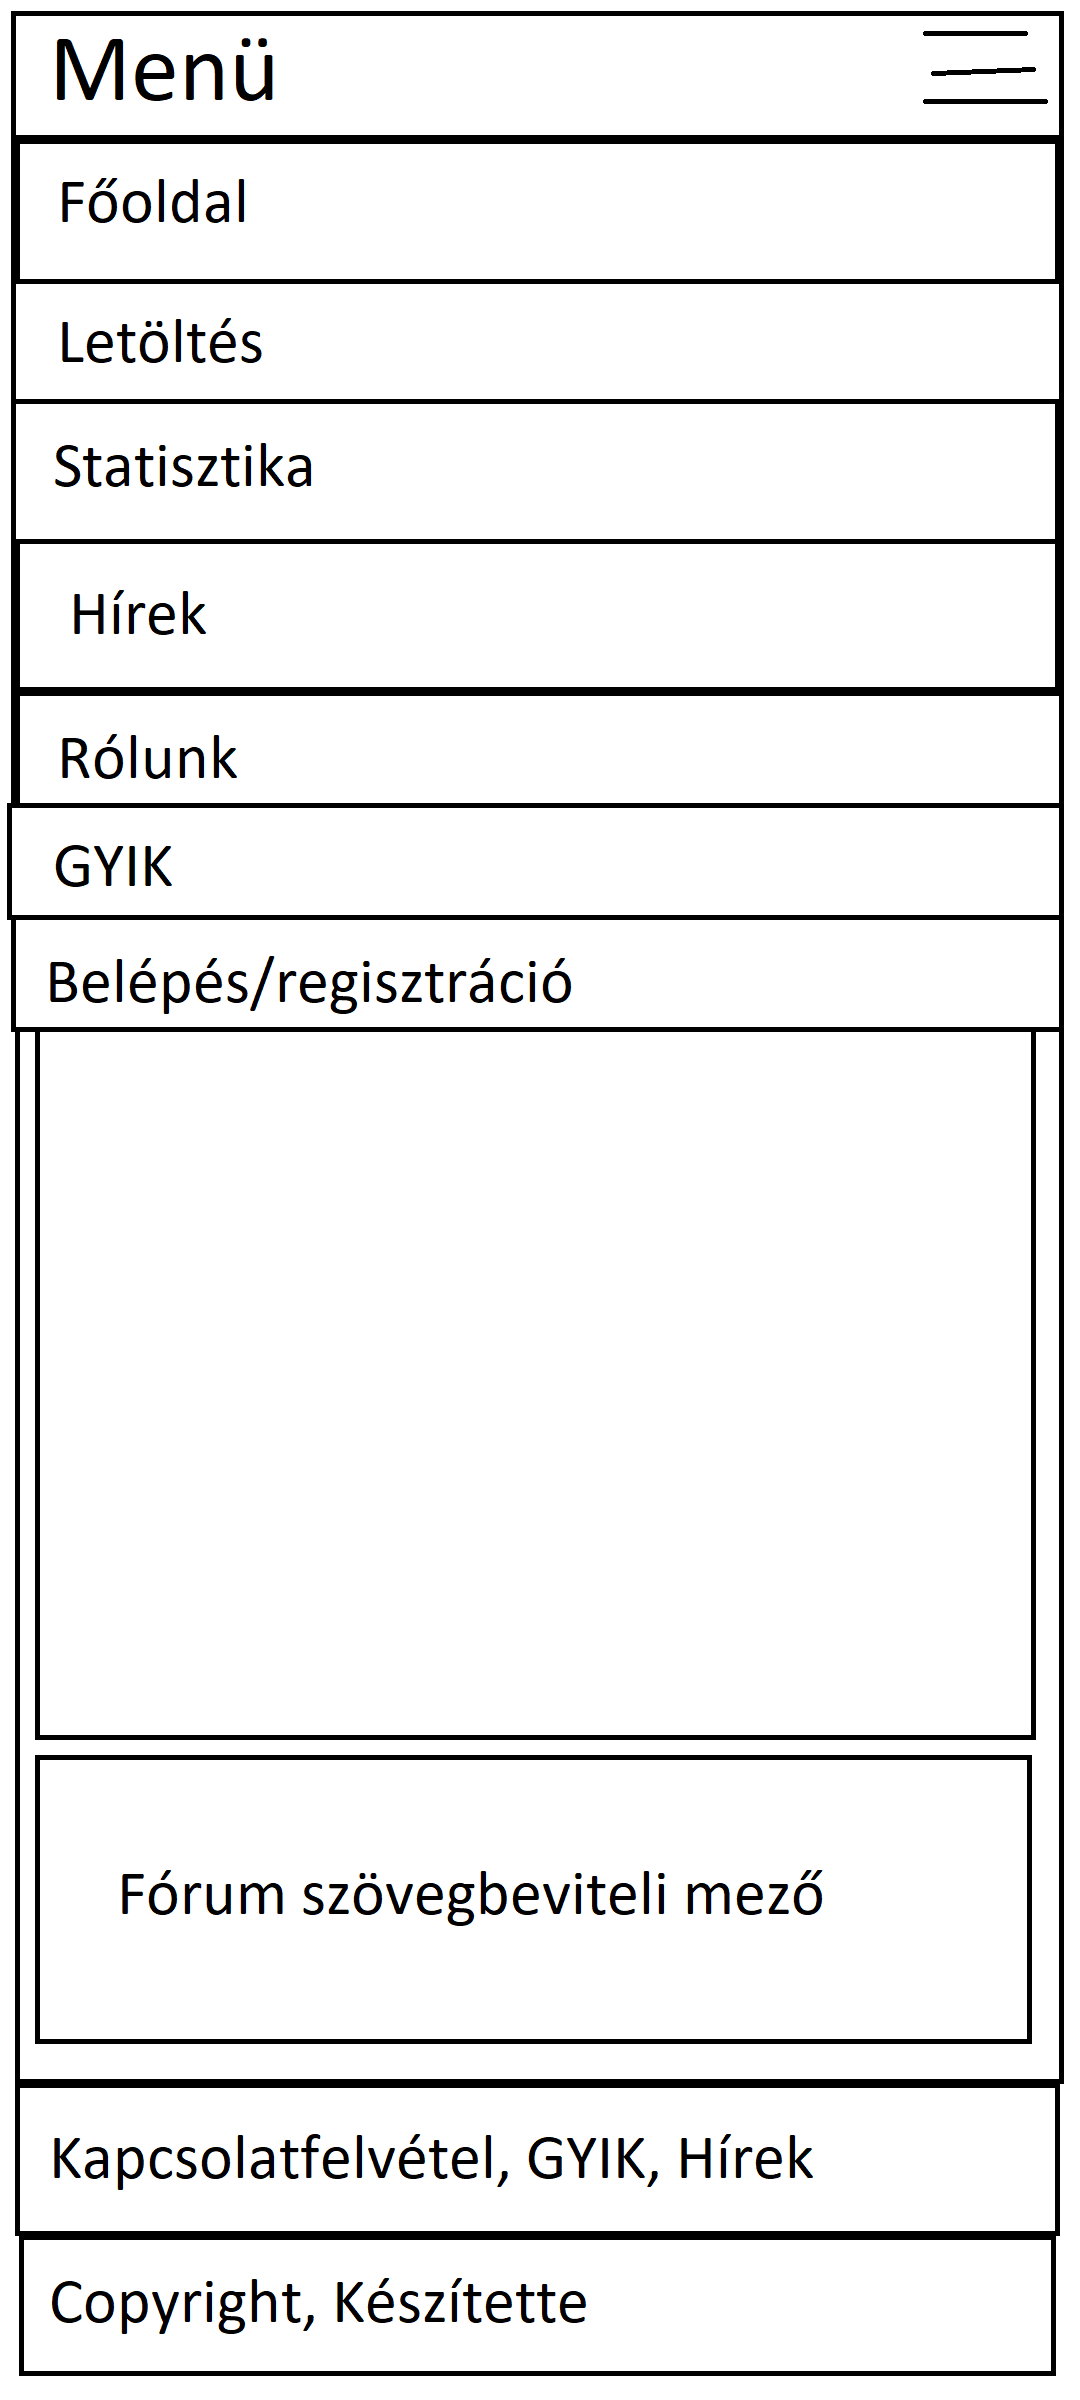 Menü
Főoldal
Letöltés
Statisztika
Hírek
Rólunk
GYIK
Belépés/regisztráció
Fórum szövegbeviteli mező
Kapcsolatfelvétel, GYIK, Hírek
Copyright, Készítette